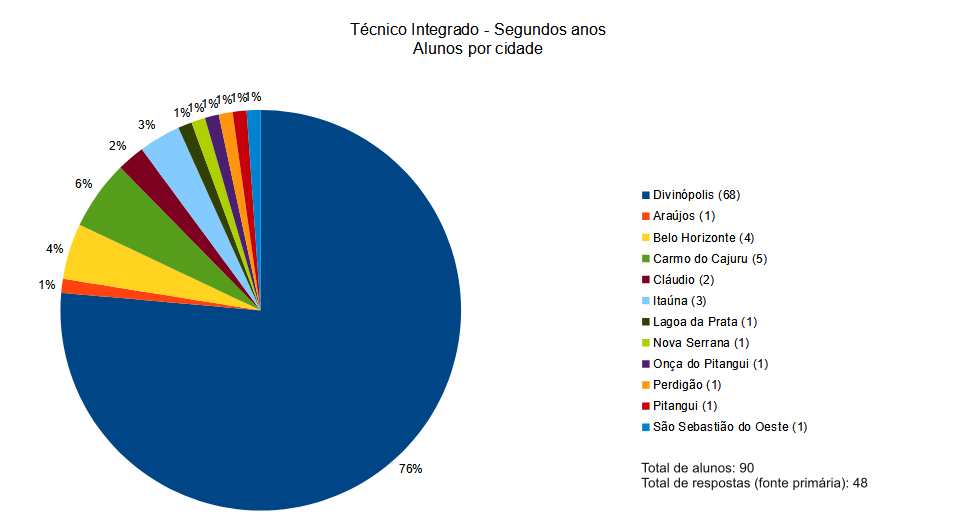 Técnico Integrado - Segundos anos
Alunos por cidade
1%
1%
1%
1%
1%
1%
3%
2%
6%
4%
1%
76%
Divinópolis (68)
Araújos (1)
Belo Horizonte (4)
Carmo do Cajuru (5)
Cláudio (2)
Itaúna (3)
Lagoa da Prata (1)
Nova Serrana (1)
Onça do Pitangui (1)
Perdigão (1)
Pitangui (1)
São Sebastião do Oeste (1)
Total de alunos: 90
Total de respostas (fonte primária): 48